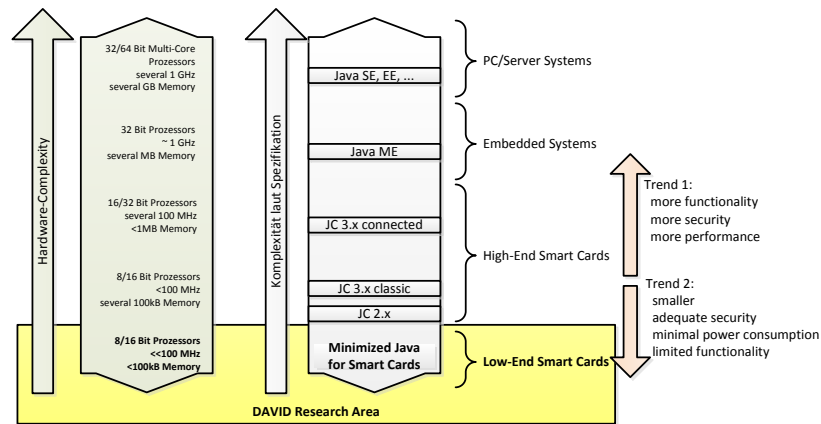 Hardware-Complexity
32/64 Bit Multi-Core
Prozessors
several 1 GHz
several GB Memory
32 Bit Prozessors
~ 1 GHz
several MB Memory
16/32 Bit Prozessors
several 100 MHz
<1MB Memory
8/16 Bit Prozessors
<100 MHz
several 100kB Memory
8/16 Bit Prozessors
<<100 MHz
<100kB Memory
Komplexität laut Spezifikation
Java SE, EE, ...
Java ME
JC 3.x connected
JC 3.x classic
JC 2.x
Minimized Java
for Smart Cards
PC/Server Systems
Embedded Systems
High-End Smart Cards
Low-End Smart Cards
Trend 1:
more functionality
more security
more performance
Trend 2:
smaller
adequate security
minimal power consumption
limited functionality
DAVID Research Area